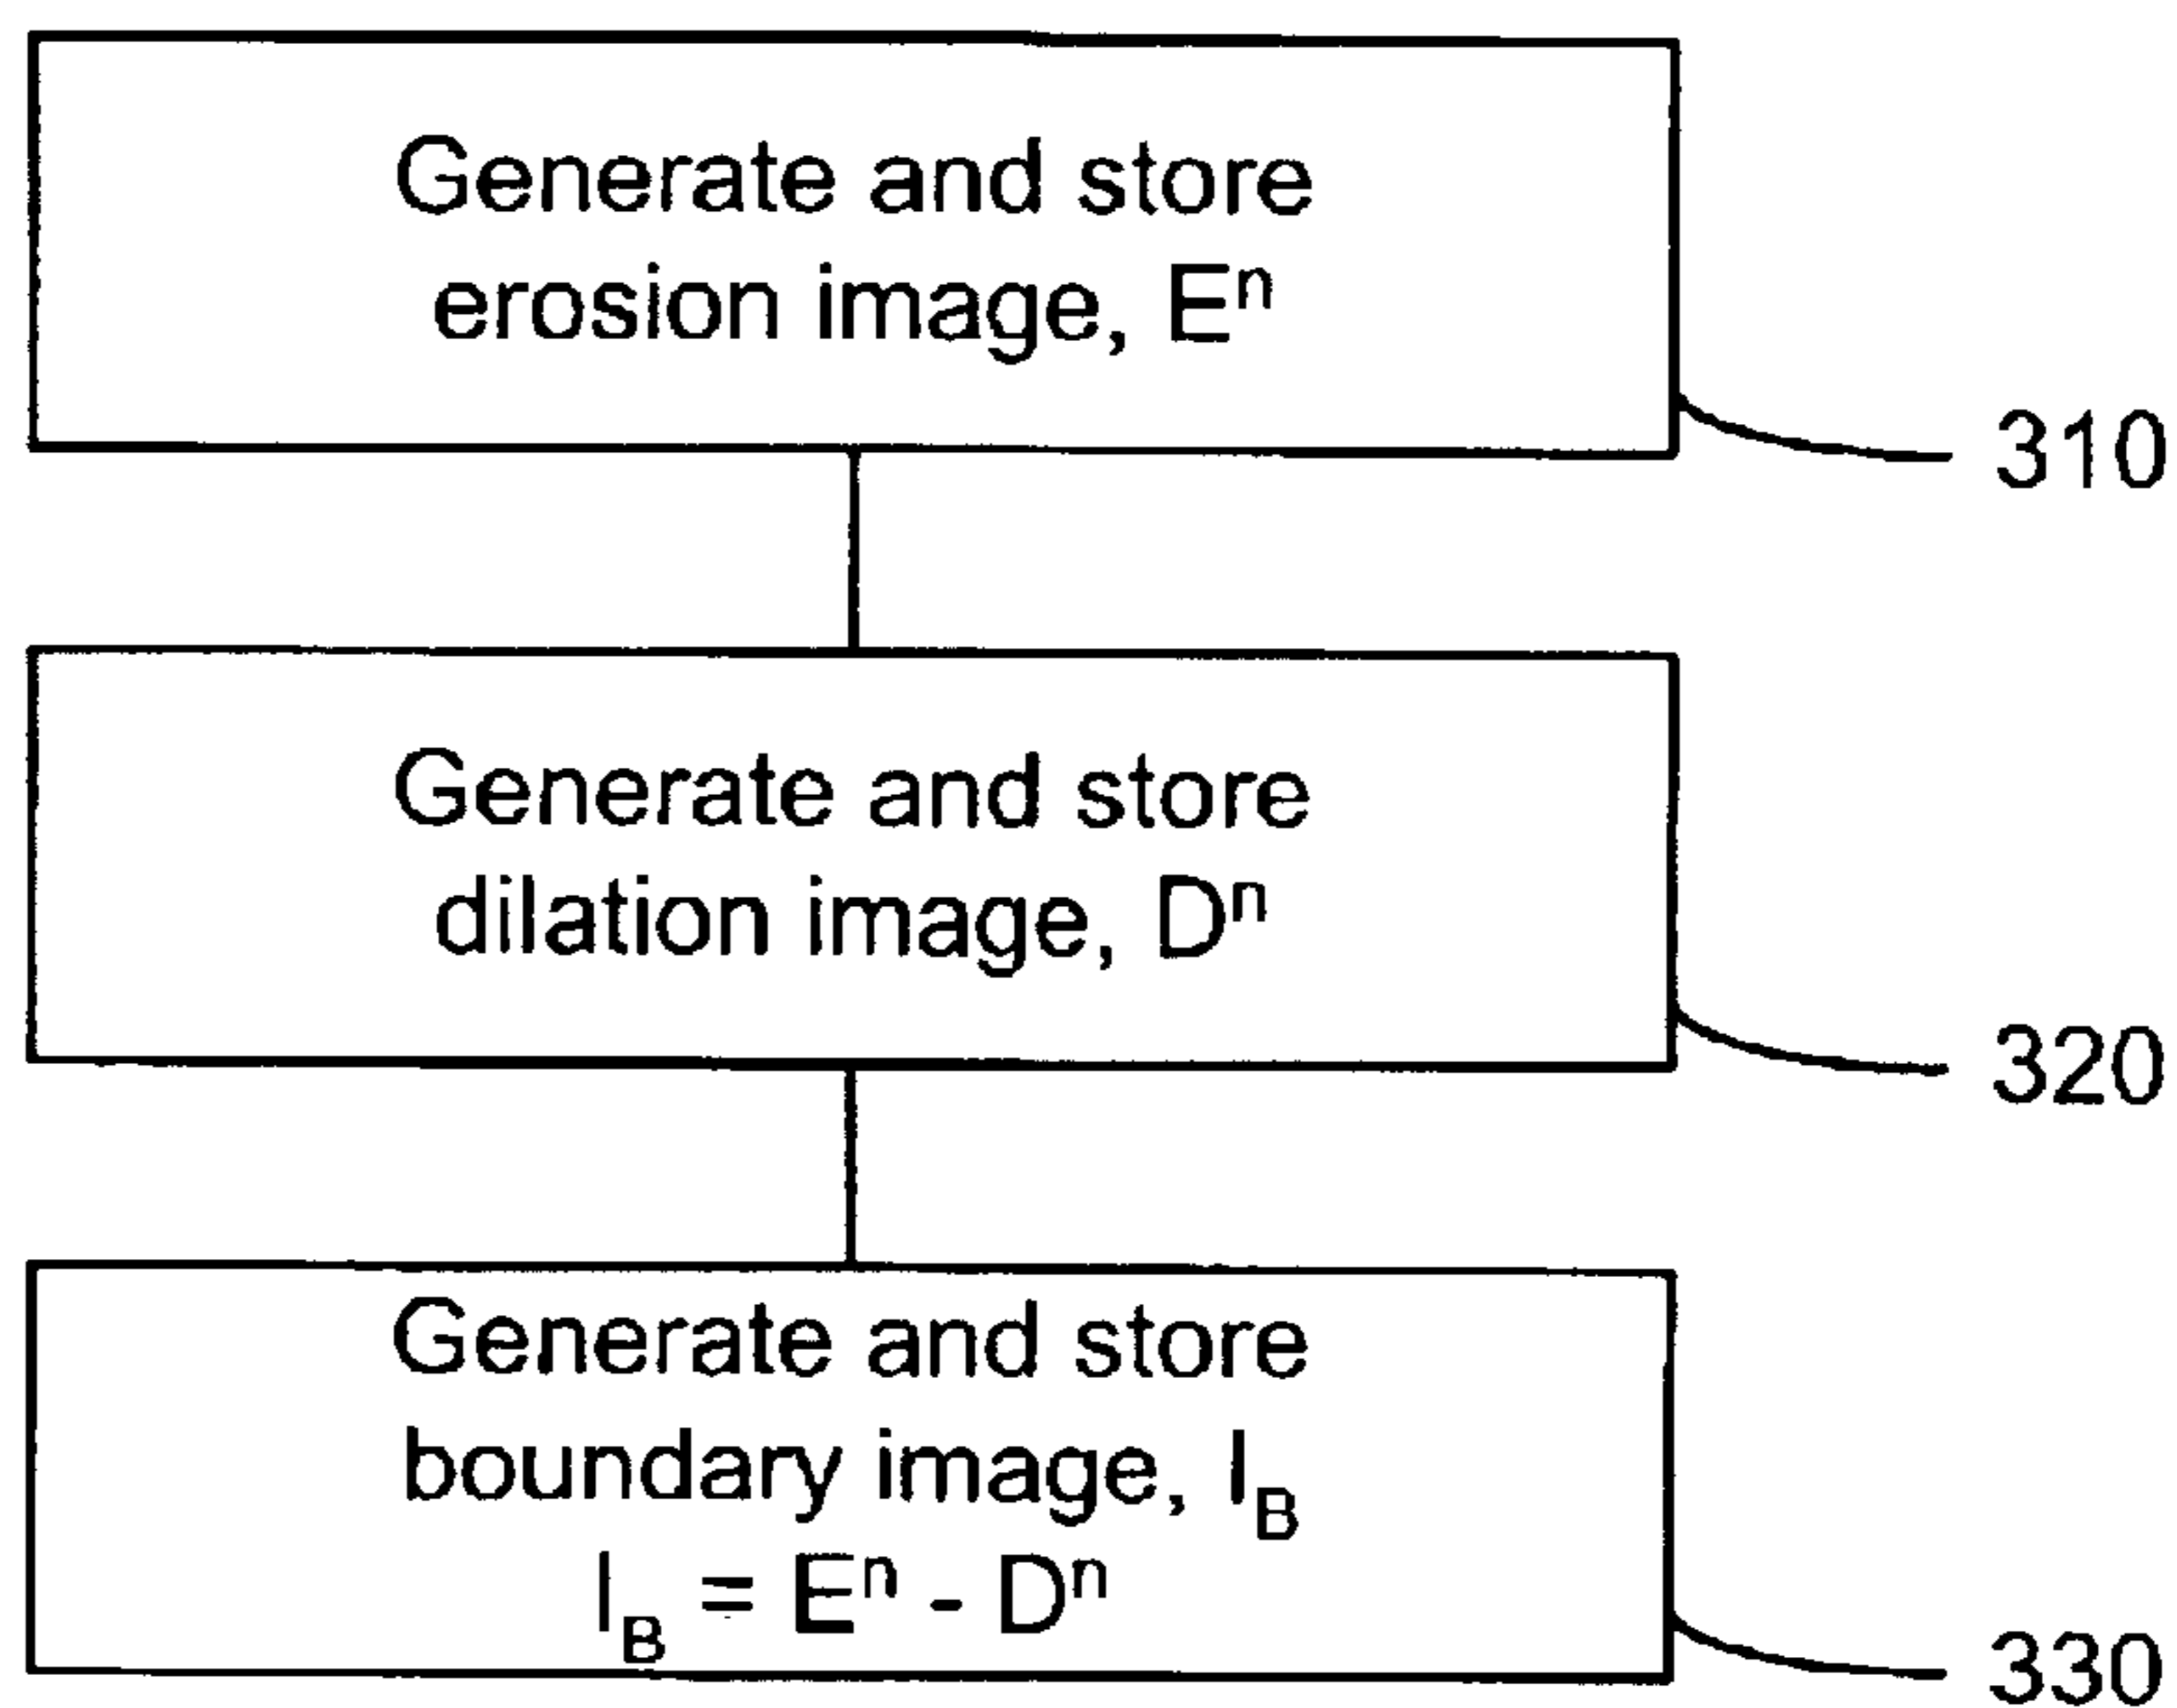 Generate and store
erosion image, Eⁿ
310
Generate and store
dilation image, Dⁿ
320
Generate and store
boundary image, I_B
I_B = Eⁿ - Dⁿ
330